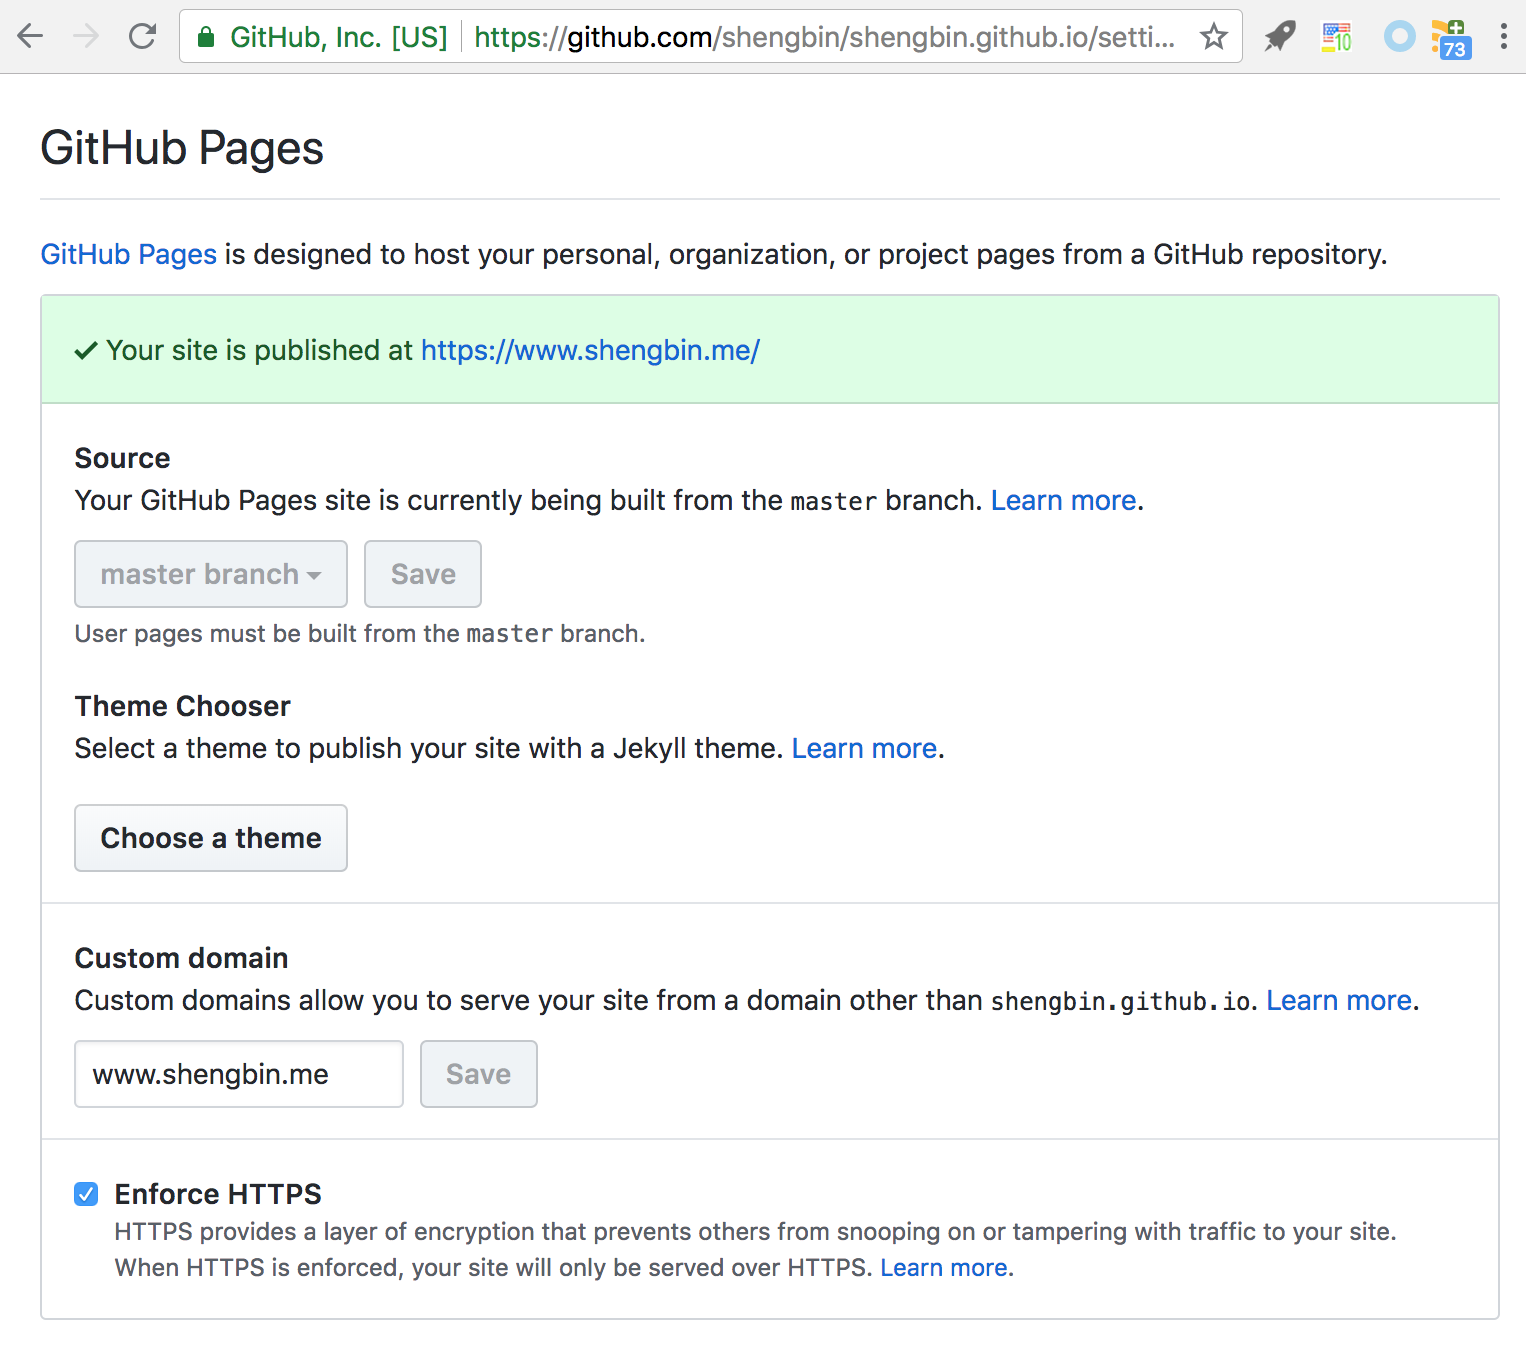 GitHub, Inc. [US] https://github.com/shengbin/shengbin.github.io/setti...
10
73
GitHub Pages
GitHub Pages is designed to host your personal, organization, or project pages from a GitHub repository.
Your site is published at https://www.shengbin.me/
Source
Your GitHub Pages site is currently being built from the master branch. Learn more.
master branch Save
User pages must be built from the master branch.
Theme Chooser
Select a theme to publish your site with a Jekyll theme. Learn more.
Choose a theme
Custom domain
Custom domains allow you to serve your site from a domain other than shengbin.github.io. Learn more.
www.shengbin.me Save
Enforce HTTPS
HTTPS provides a layer of encryption that prevents others from snooping on or tampering with traffic to your site.
When HTTPS is enforced, your site will only be served over HTTPS. Learn more.